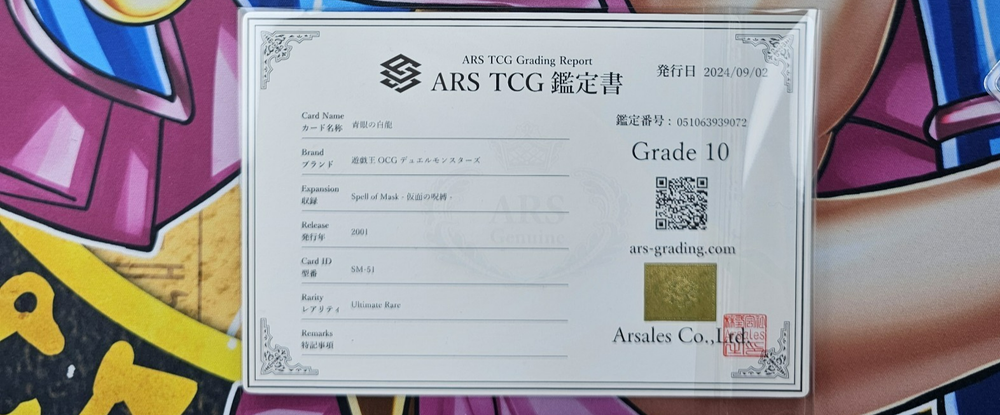 ARS TCG Grading Report
ARS TCG 鑑定書
発行日 2024/09/02
鑑定番号：051063939072
Grade 10
ars-grading.com
Arsales Co.,Ltd.
Card Name
カード名称 青眼の白龍
Brand
ブランド 遊戯王OCG デュエルモンスターズ
Expansion
収録 Spell of Mask - 仮面の呪縛 -
Release
発行年 2001
Card ID
型番 SM-51
Rarity
レアリティ Ultimate Rare
Remarks
特記事項
ARS
Genuine